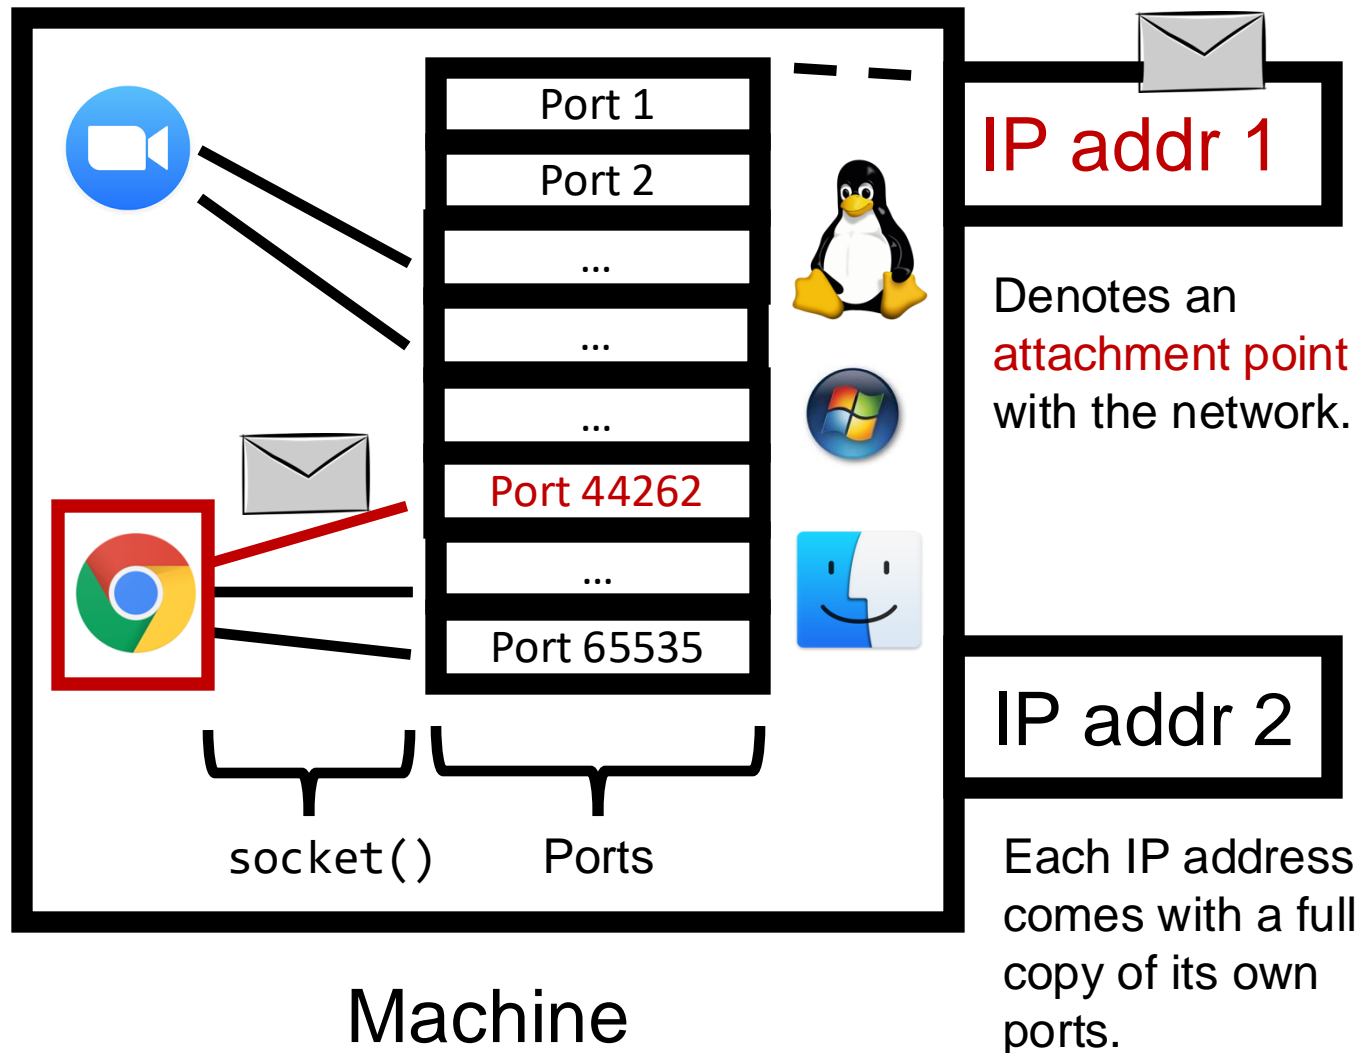 Port 1
Port 2
...
...
...
Port 44262
...
Port 65535
socket()
Ports
Machine
IP addr 1
Denotes an
attachment point
with the network.
IP addr 2
Each IP address
comes with a full
copy of its own
ports.